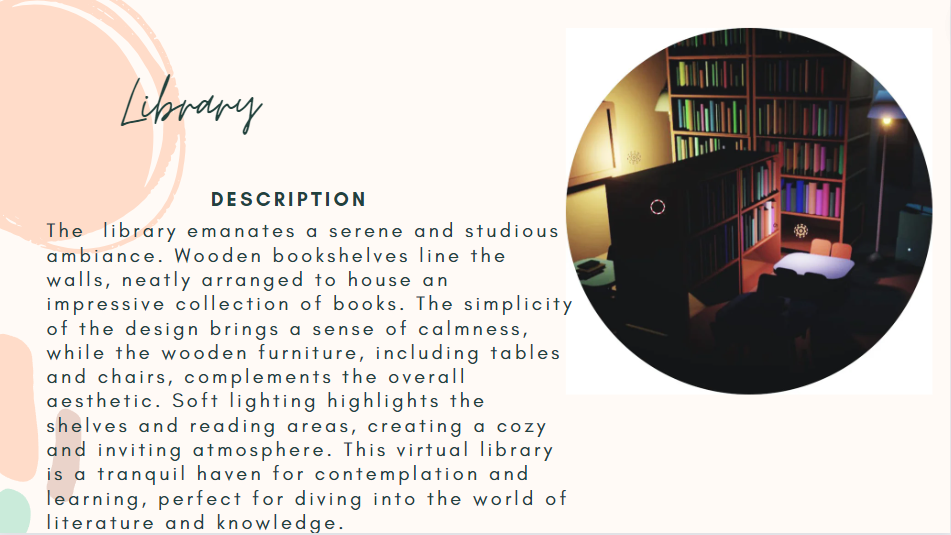 Library
DESCRIPTION
The library emanates a serene and studious
ambiance. Wooden bookshelves line the
walls, neatly arranged to house an
impressive collection of books. The simplicity
of the design brings a sense of calmness,
while the wooden furniture, including tables
and chairs, complements the overall
aesthetic. Soft lighting highlights the
shelves and reading areas, creating a cozy
and inviting atmosphere. This virtual library
is a tranquil haven for contemplation and
learning, perfect for diving into the world of
literature and knowledge.